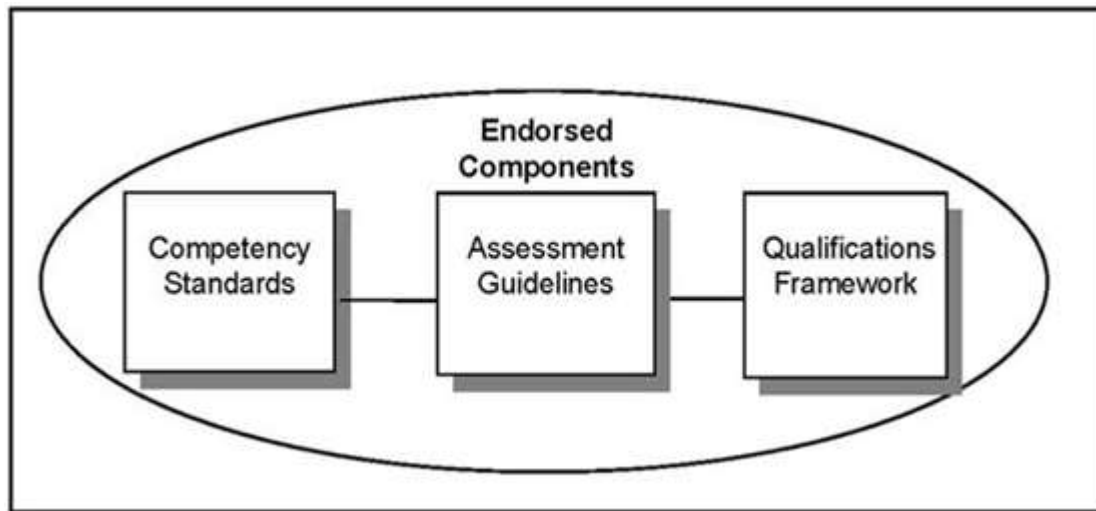 Endorsed
Components
Competency
Standards
Assessment
Guidelines
Qualifications
Framework